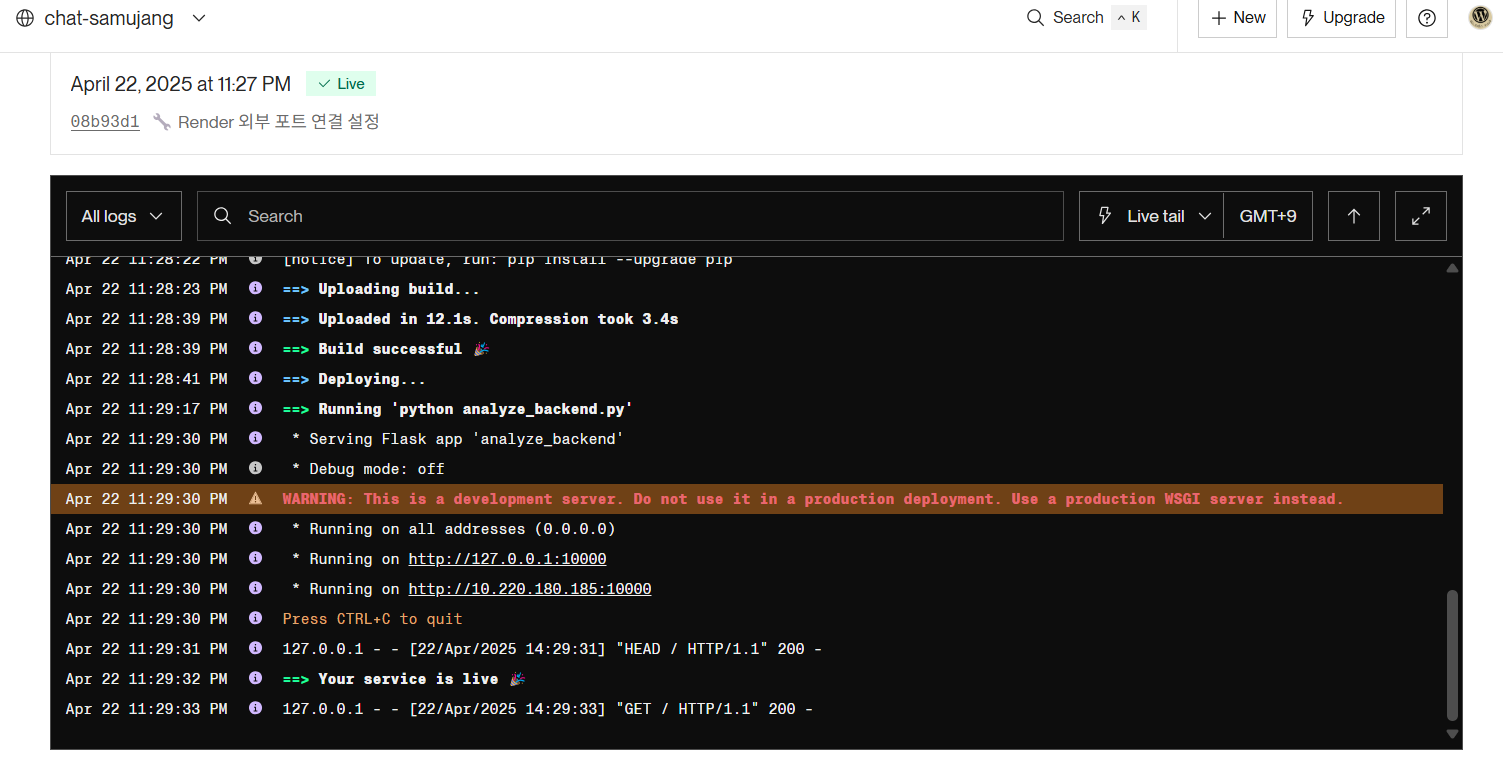 chat-samujang
Search ^ K
+ New
Upgrade
April 22, 2025 at 11:27 PM
Live
08b93d1 Render 외부 포트 연결 설정
All logs
Search
Live tail
GMT+9
Apr 22 11:28:22 PM [notice] To update, run: pip install --upgrade pip
Apr 22 11:28:23 PM ==> Uploading build...
Apr 22 11:28:39 PM ==> Uploaded in 12.1s. Compression took 3.4s
Apr 22 11:28:39 PM ==> Build successful 🎉
Apr 22 11:28:41 PM ==> Deploying...
Apr 22 11:29:17 PM ==> Running 'python analyze_backend.py'
Apr 22 11:29:30 PM * Serving Flask app 'analyze_backend'
Apr 22 11:29:30 PM * Debug mode: off
Apr 22 11:29:30 PM WARNING: This is a development server. Do not use it in a production deployment. Use a production WSGI server instead.
Apr 22 11:29:30 PM * Running on all addresses (0.0.0.0)
Apr 22 11:29:30 PM * Running on http://127.0.0.1:10000
Apr 22 11:29:30 PM * Running on http://10.220.180.185:10000
Apr 22 11:29:30 PM Press CTRL+C to quit
Apr 22 11:29:31 PM 127.0.0.1 - - [22/Apr/2025 14:29:31] "HEAD / HTTP/1.1" 200 -
Apr 22 11:29:32 PM ==> Your service is live 🎉
Apr 22 11:29:33 PM 127.0.0.1 - - [22/Apr/2025 14:29:33] "GET / HTTP/1.1" 200 -